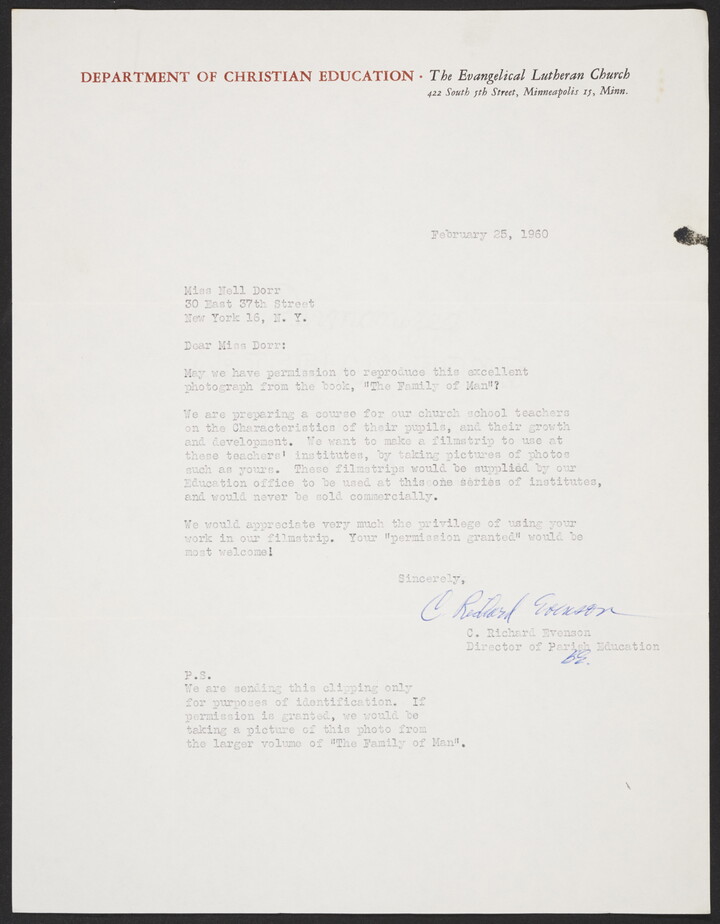 DEPARTMENT OF CHRISTIAN EDUCATION · The Evangelical Lutheran Church
422 South 5th Street, Minneapolis 15, Minn.
February 25, 1960
Miss Nell Dorr
30 East 37th Street
New York 16, N. Y.
Dear Miss Dorr:
May we have permission to reproduce this excellent
photograph from the book, "The Family of Man"?
We are preparing a course for our church school teachers
on the Characteristics of their pupils, and their growth
and development. We want to make a filmstrip to use at
these teachers' institutes, by taking pictures of photos
such as yours. These filmstrips would be supplied by our
Education office to be used at this one series of institutes,
and would never be sold commercially.
We would appreciate very much the privilege of using your
work in our filmstrip. Your "permission granted" would be
most welcome!
Sincerely,
C Richard Evenson
C. Richard Evenson
Director of Parish Education
P.S.
We are sending this clipping only
for purposes of identification. If
permission is granted, we would be
taking a picture of this photo from
the larger volume of "The Family of Man".